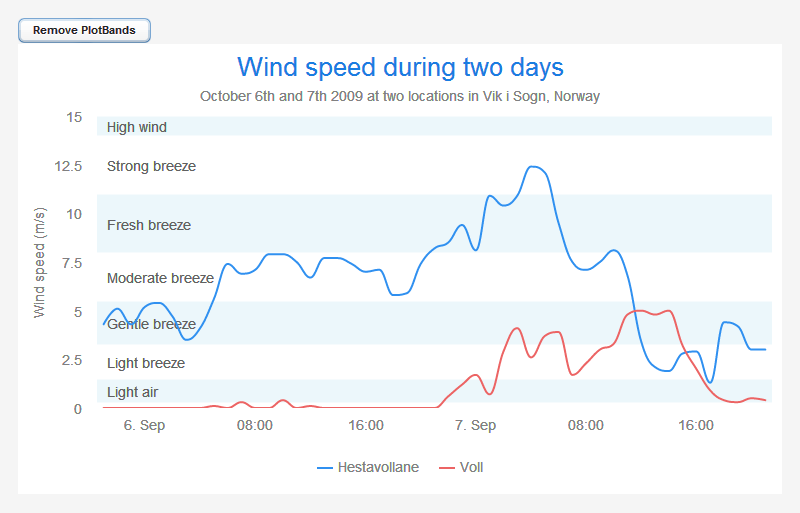 Remove PlotBands
Wind speed during two days
October 6th and 7th 2009 at two locations in Vik i Sogn, Norway
Wind speed (m/s)
15
12.5
10
7.5
5
2.5
0
High wind
Strong breeze
Fresh breeze
Moderate breeze
Gentle breeze
Light breeze
Light air
6. Sep
08:00
16:00
7. Sep
08:00
16:00
Hestavollane
Voll